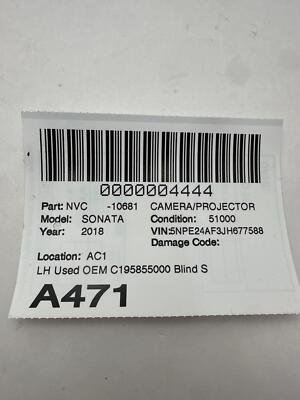 0000004444
Part: NVC -10681 CAMERA/PROJECTOR
Model: SONATA Condition: 51000
Year: 2018 VIN:5NPE24AF3JH677588
Damage Code:
Location: AC1
LH Used OEM C195855000 Blind S
A471